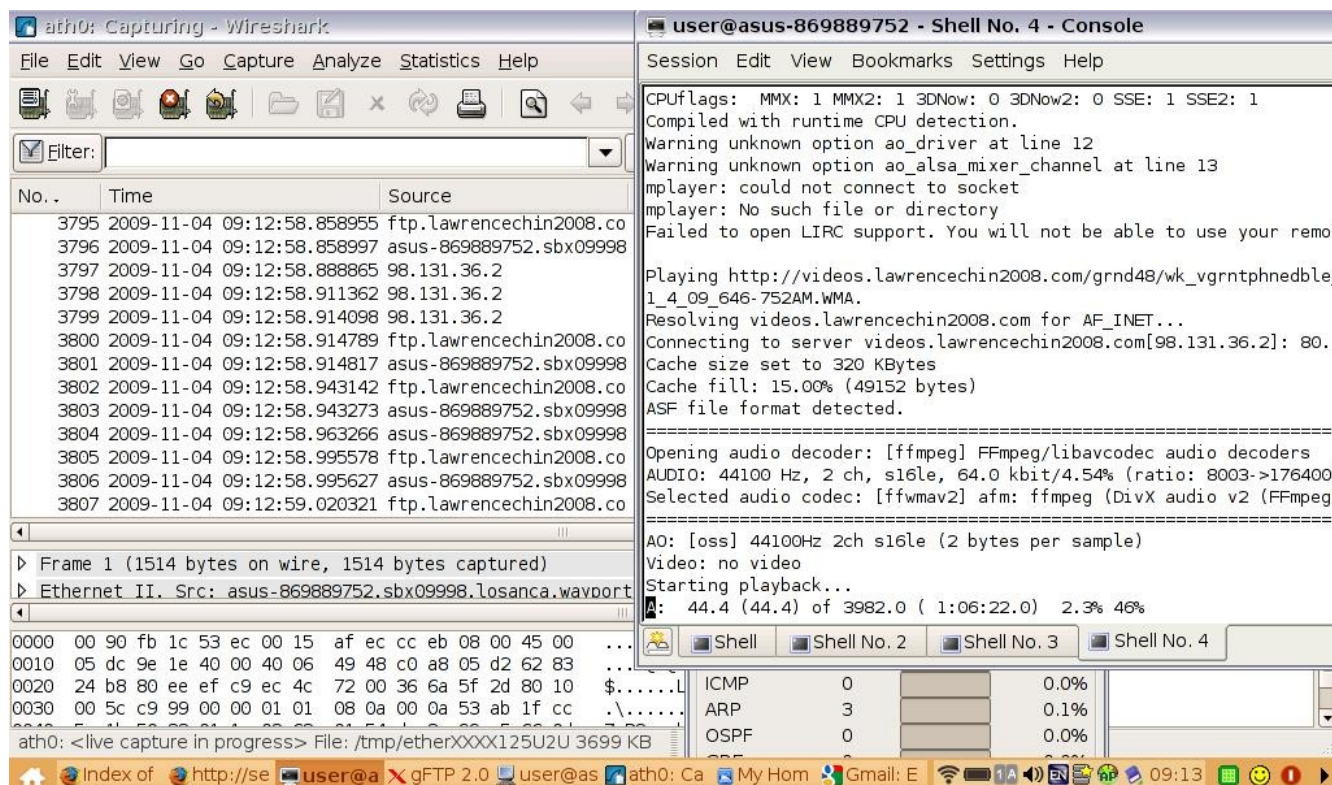 ath0: Capturing - Wireshark
File Edit View Go Capture Analyze Statistics Help
Filter:
No. . Time Source
3795 2009-11-04 09:12:58.858955 ftp.lawrencechin2008.co
3796 2009-11-04 09:12:58.858997 asus-869889752.sbx09998
3797 2009-11-04 09:12:58.888865 98.131.36.2
3798 2009-11-04 09:12:58.911362 98.131.36.2
3799 2009-11-04 09:12:58.914098 98.131.36.2
3800 2009-11-04 09:12:58.914789 ftp.lawrencechin2008.co
3801 2009-11-04 09:12:58.914817 asus-869889752.sbx09998
3802 2009-11-04 09:12:58.943142 ftp.lawrencechin2008.co
3803 2009-11-04 09:12:58.943273 asus-869889752.sbx09998
3804 2009-11-04 09:12:58.963266 asus-869889752.sbx09998
3805 2009-11-04 09:12:58.995578 ftp.lawrencechin2008.co
3806 2009-11-04 09:12:58.995627 asus-869889752.sbx09998
3807 2009-11-04 09:12:59.020321 ftp.lawrencechin2008.co
Frame 1 (1514 bytes on wire, 1514 bytes captured)
Ethernet II, Src: asus-869889752.sbx09998.losanca.wayport
0000 00 90 fb 1c 53 ec 00 15 af ec cc eb 08 00 45 00 ...
0010 05 dc 9e 1e 40 00 40 06 49 48 c0 a8 05 d2 62 83 ...
0020 24 b8 80 ee ef c9 ec 4c 72 00 36 6a 5f 2d 80 10 $......L
0030 00 5c c9 99 00 00 01 01 08 0a 00 0a 53 ab 1f cc .\......
ath0: <live capture in progress> File: /tmp/etherXXXX125U2U 3699 KB
user@asus-869889752 - Shell No. 4 - Console
Session Edit View Bookmarks Settings Help
CPUflags: MMX: 1 MMX2: 1 3DNow: 0 3DNow2: 0 SSE: 1 SSE2: 1
Compiled with runtime CPU detection.
Warning unknown option ao_driver at line 12
Warning unknown option ao_alsa_mixer_channel at line 13
mplayer: could not connect to socket
mplayer: No such file or directory
Failed to open LIRC support. You will not be able to use your remo
Playing http://videos.lawrencechin2008.com/grnd48/wk_vgrntphnedble_
1_4_09_646-752AM.WMA.
Resolving videos.lawrencechin2008.com for AF_INET...
Connecting to server videos.lawrencechin2008.com[98.131.36.2]: 80.
Cache size set to 320 KBytes
Cache fill: 15.00% (49152 bytes)
ASF file format detected.
==========================================================
Opening audio decoder: [ffmpeg] FFmpeg/libavcodec audio decoders
AUDIO: 44100 Hz, 2 ch, s16le, 64.0 kbit/4.54% (ratio: 8003->176400
Selected audio codec: [ffwmav2] afm: ffmpeg (DivX audio v2 (FFmpeg
==========================================================
AO: [oss] 44100Hz 2ch s16le (2 bytes per sample)
Video: no video
Starting playback...
A: 44.4 (44.4) of 3982.0 ( 1:06:22.0) 2.3% 46%
Shell Shell No. 2 Shell No. 3 Shell No. 4
ICMP 0 0.0%
ARP 3 0.1%
OSPF 0 0.0%
Index of http://se user@a gFTP 2.0 user@as ath0: Ca My Hom Gmail: E 1A EN AP 09:13